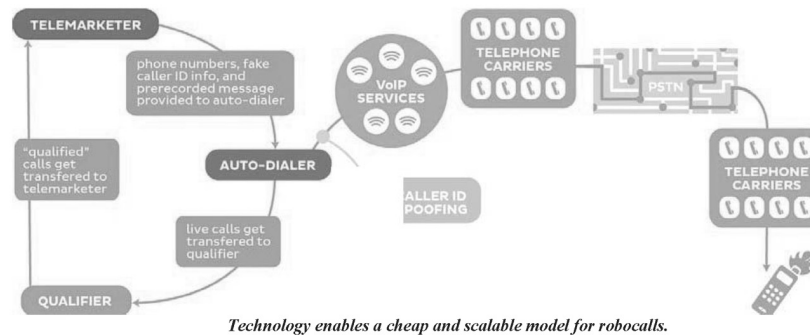 TELEMARKETER
phone numbers, fake
caller ID info, and
prerecorded message
provided to auto-dialer
VoIP
SERVICES
TELEPHONE
CARRIERS
PSTN
"qualified"
calls get
transfered to
telemarketer
AUTO-DIALER
ALLER ID
POOFING
TELEPHONE
CARRIERS
live calls get
transfered to
qualifier
QUALIFIER
Technology enables a cheap and scalable model for robocalls.